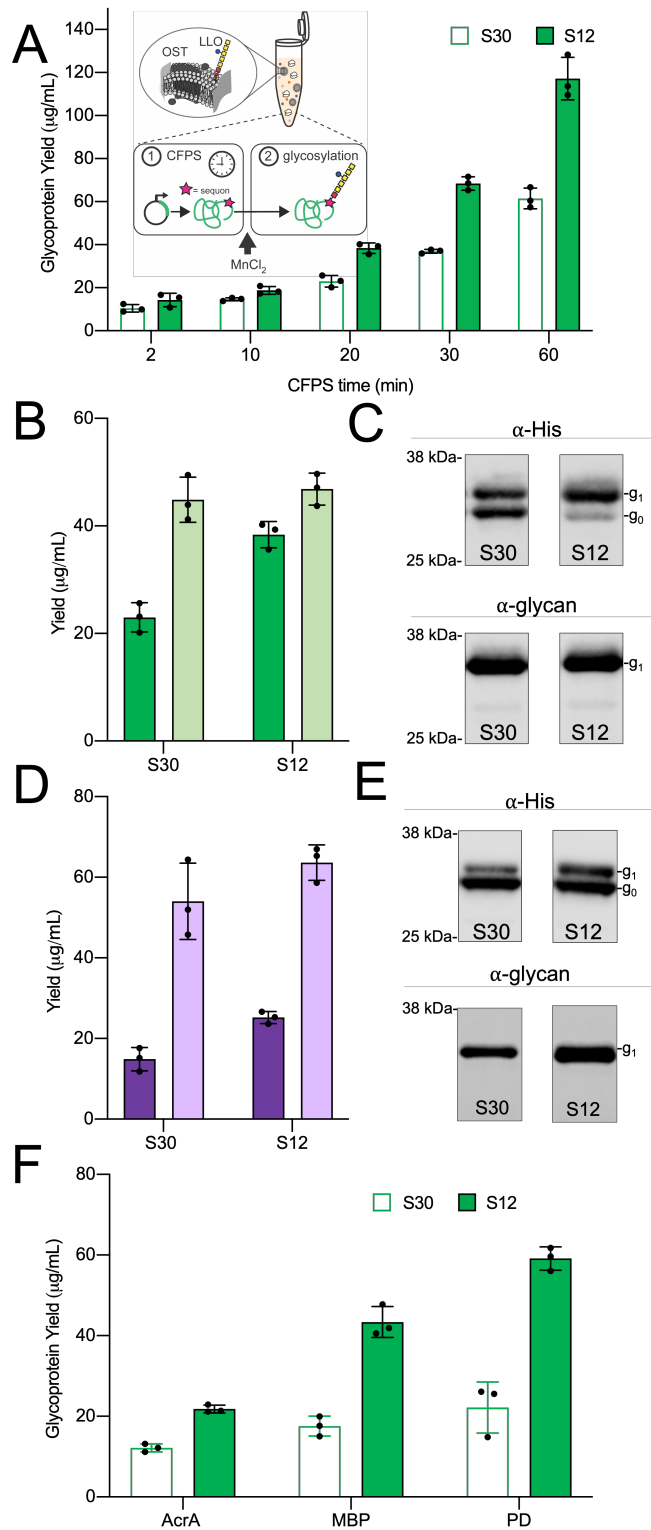 A
Glycoprotein Yield (μg/mL)
140
120
100
80
60
40
20
0
2
10
20
30
60
CFPS time (min)
S30
S12
OST
LLO
1 CFPS
= sequon
2 glycosylation
MnCl2
B
Yield (μg/mL)
60
40
20
0
S30
S12
C
α-His
38 kDa-
-g1
-g0
25 kDa-
S30
S12
α-glycan
38 kDa-
-g1
25 kDa-
S30
S12
D
Yield (μg/mL)
80
60
40
20
0
S30
S12
E
α-His
38 kDa-
-g1
-g0
25 kDa-
S30
S12
α-glycan
38 kDa-
-g1
S30
S12
F
Glycoprotein Yield (μg/mL)
80
60
40
20
0
S30
S12
AcrA
MBP
PD